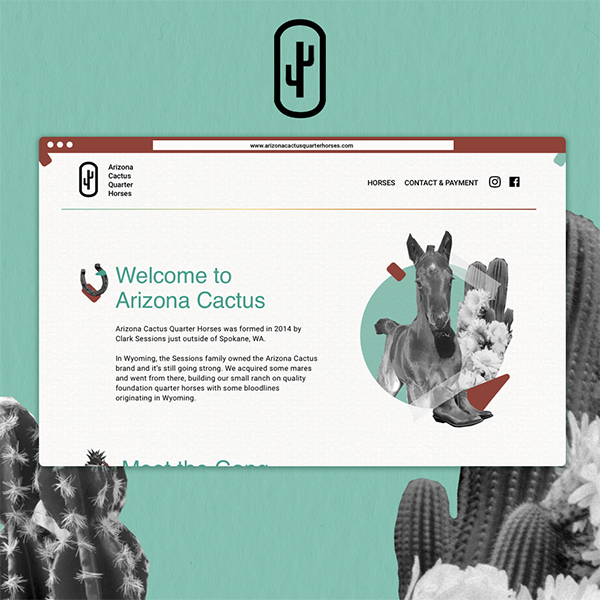 www.arizonacactusquarterhorses.com
Arizona
Cactus
Quarter
Horses
HORSES CONTACT & PAYMENT
Welcome to
Arizona Cactus
Arizona Cactus Quarter Horses was formed in 2014 by
Clark Sessions just outside of Spokane, WA.
In Wyoming, the Sessions family owned the Arizona Cactus
brand and it's still going strong. We acquired some mares
and went from there, building our small ranch on quality
foundation quarter horses with some bloodlines
originating in Wyoming.
Meet the Gang